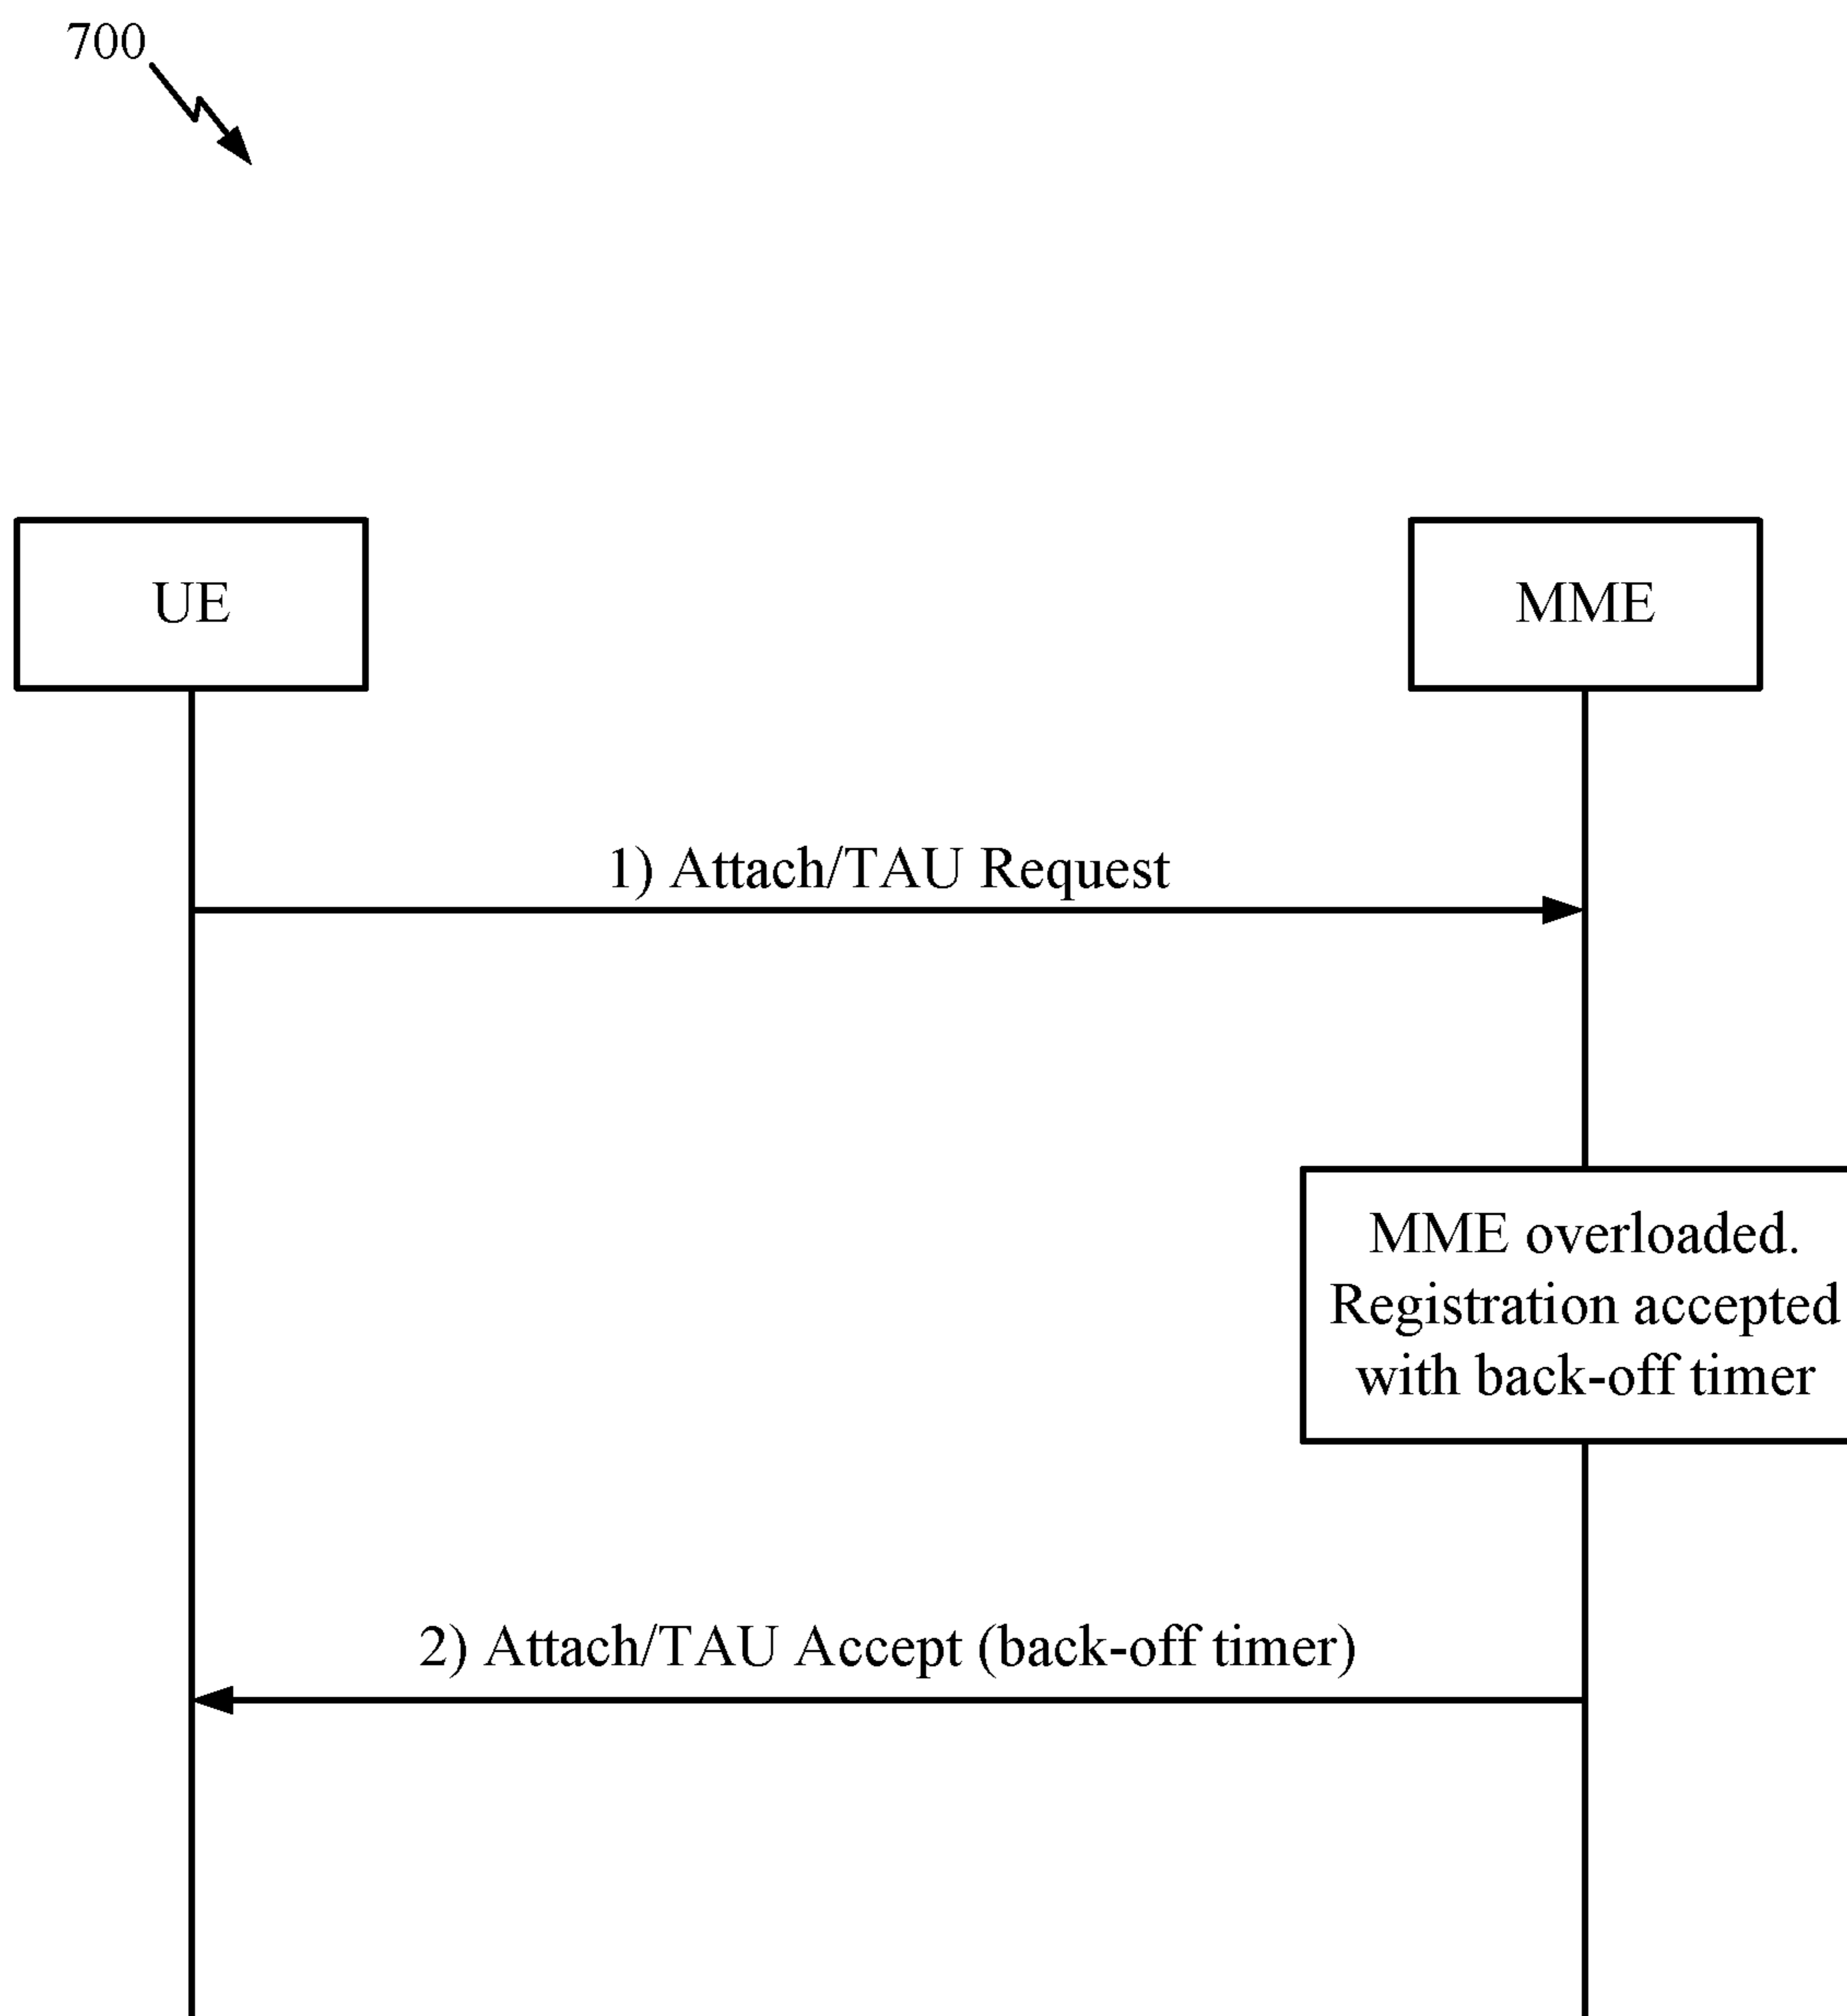 700
UE
MME
1) Attach/TAU Request
MME overloaded.
Registration accepted
with back-off timer
2) Attach/TAU Accept (back-off timer)